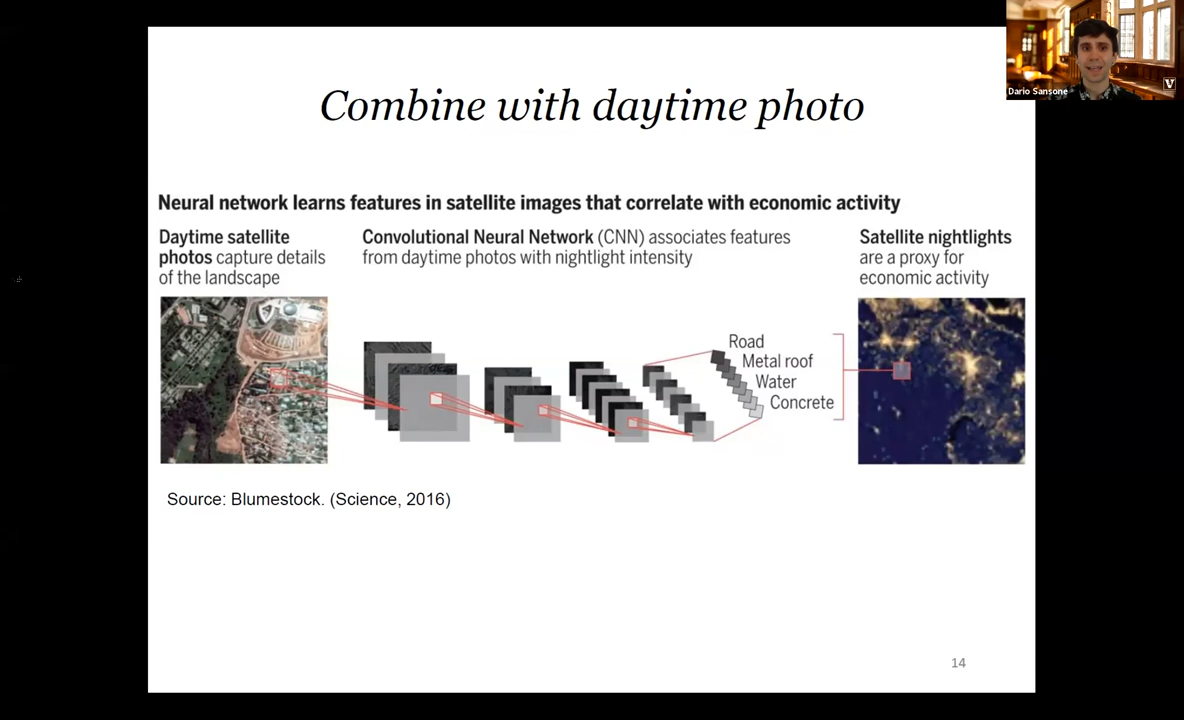 Dario Sansone
V
Combine with daytime photo
Neural network learns features in satellite images that correlate with economic activity
Daytime satellite
photos capture details
of the landscape
Convolutional Neural Network (CNN) associates features
from daytime photos with nightlight intensity
Satellite nightlights
are a proxy for
economic activity
Road
Metal roof
Water
Concrete
Source: Blumestock. (Science, 2016)
14